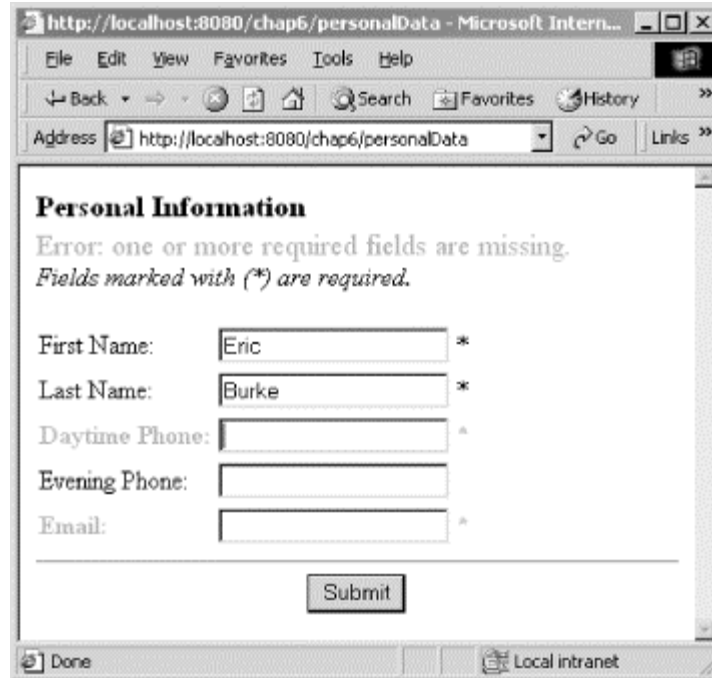 http://localhost:8080/chap6/personalData - Microsoft Intern...
File Edit View Favorites Tools Help
Back Search Favorites History »
Address http://localhost:8080/chap6/personalData Go Links »
Personal Information
Error: one or more required fields are missing.
Fields marked with (*) are required.
First Name: Eric *
Last Name: Burke *
Daytime Phone: *
Evening Phone:
Email: *
Submit
Done Local intranet